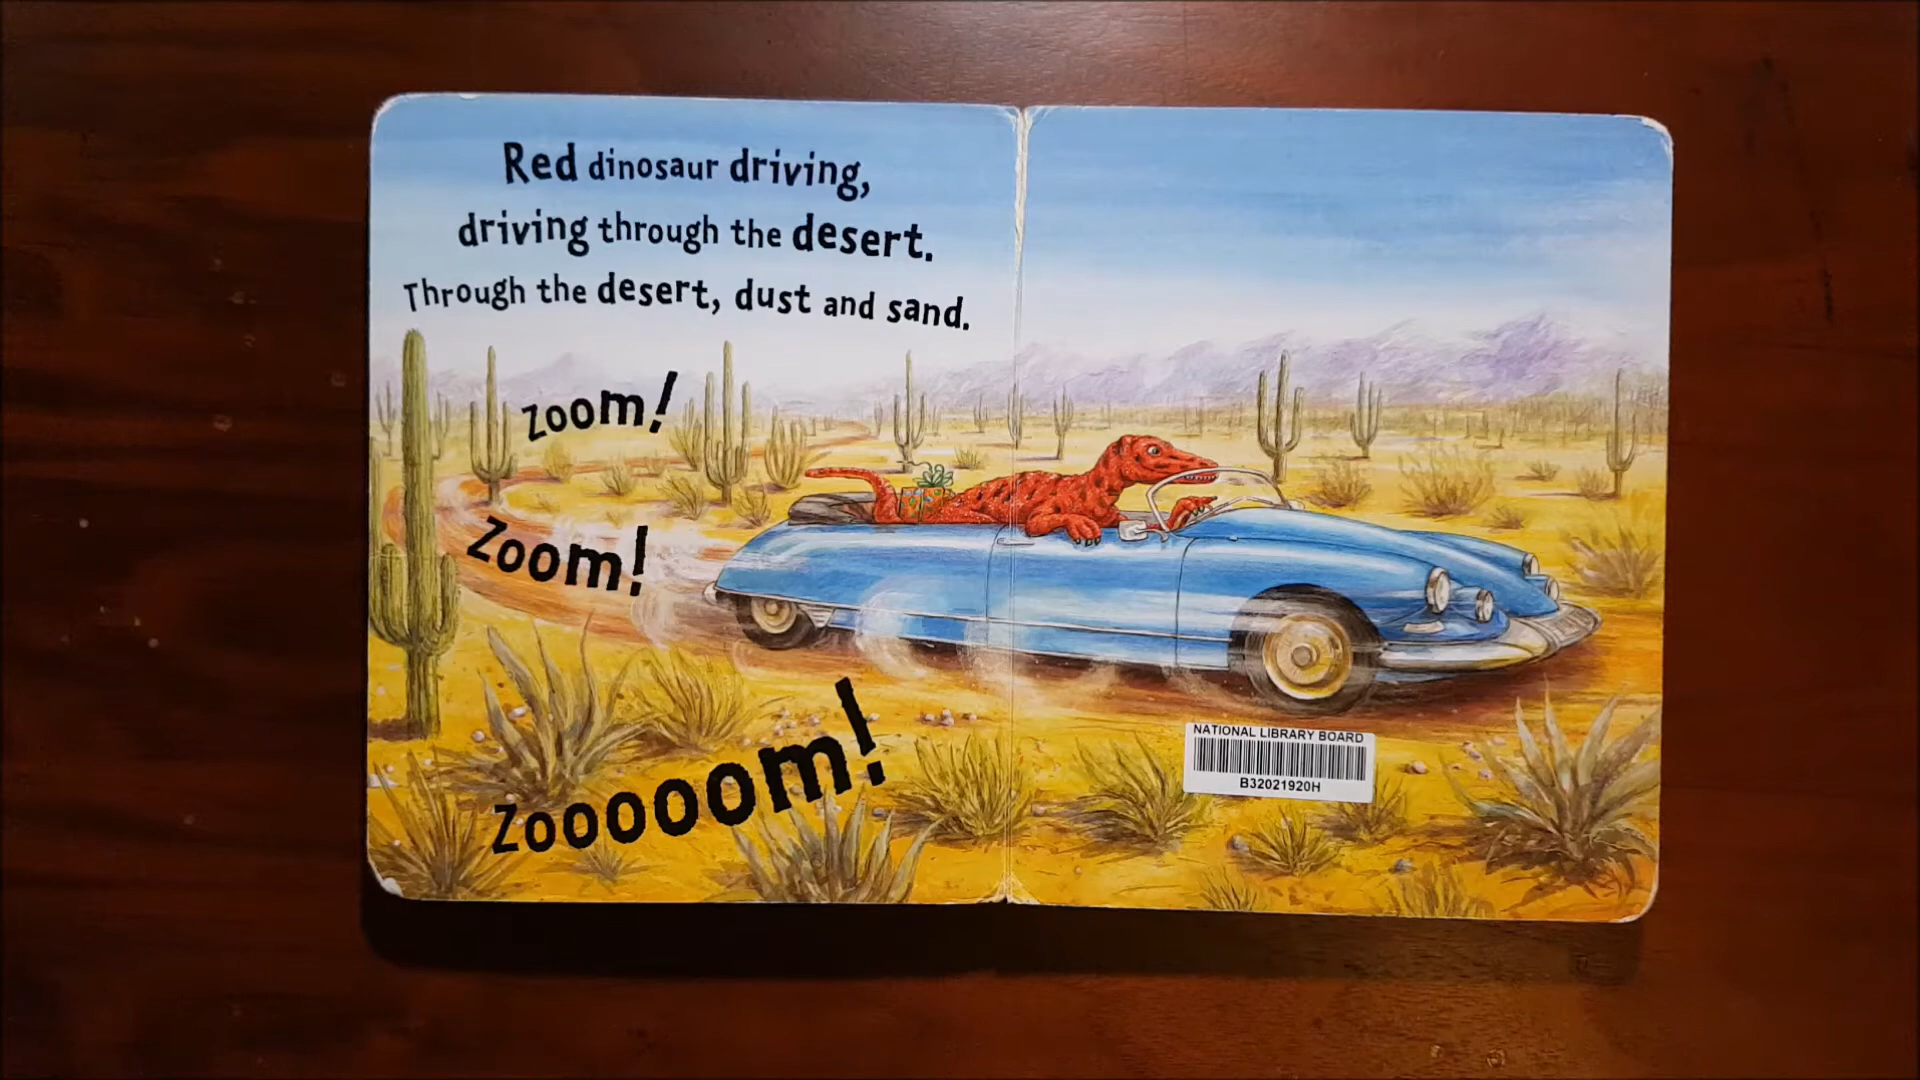 Red dinosaur driving,
driving through the desert.
Through the desert, dust and sand.
Zoom!
Zoom!
Zooooom!
NATIONAL LIBRARY BOARD
B32021920H